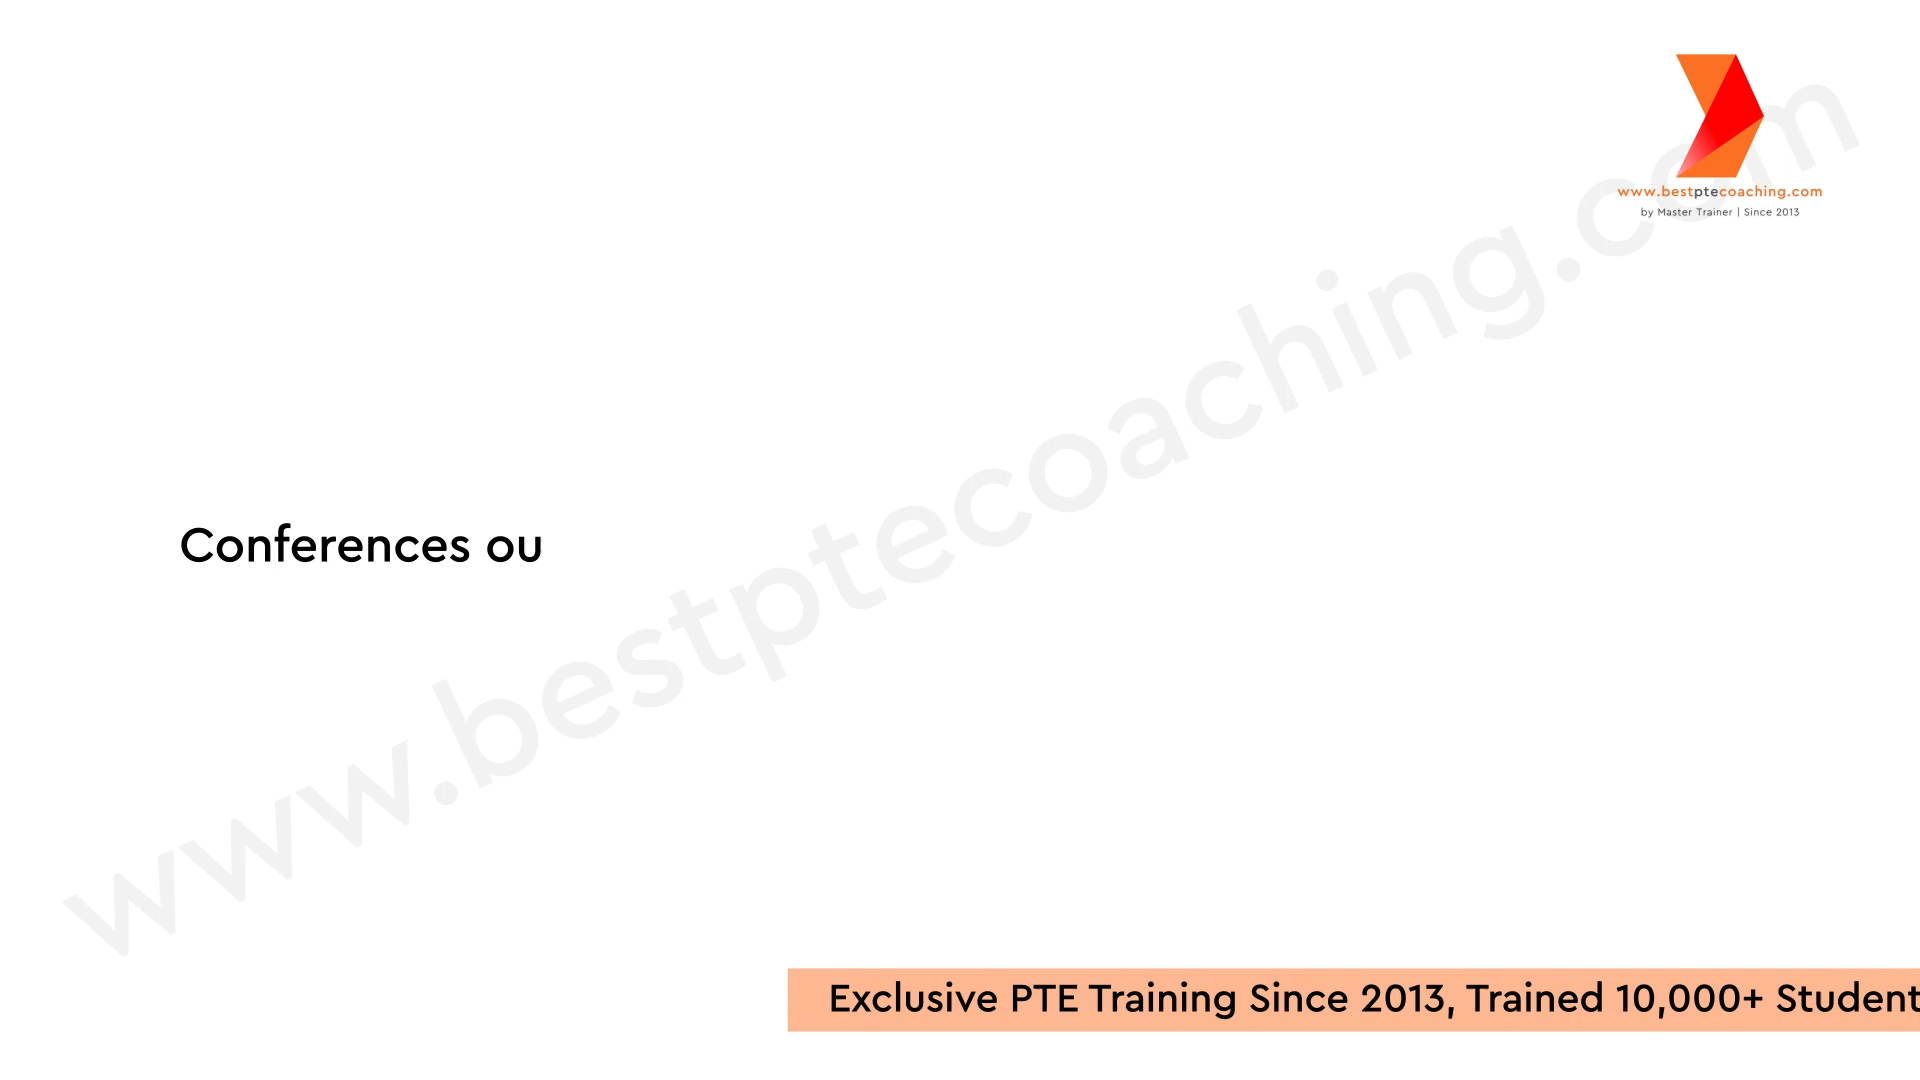 www.bestptecoaching.com
by Master Trainer | Since 2013
www.bestptecoaching.com
Conferences ou
Exclusive PTE Training Since 2013, Trained 10,000+ Student